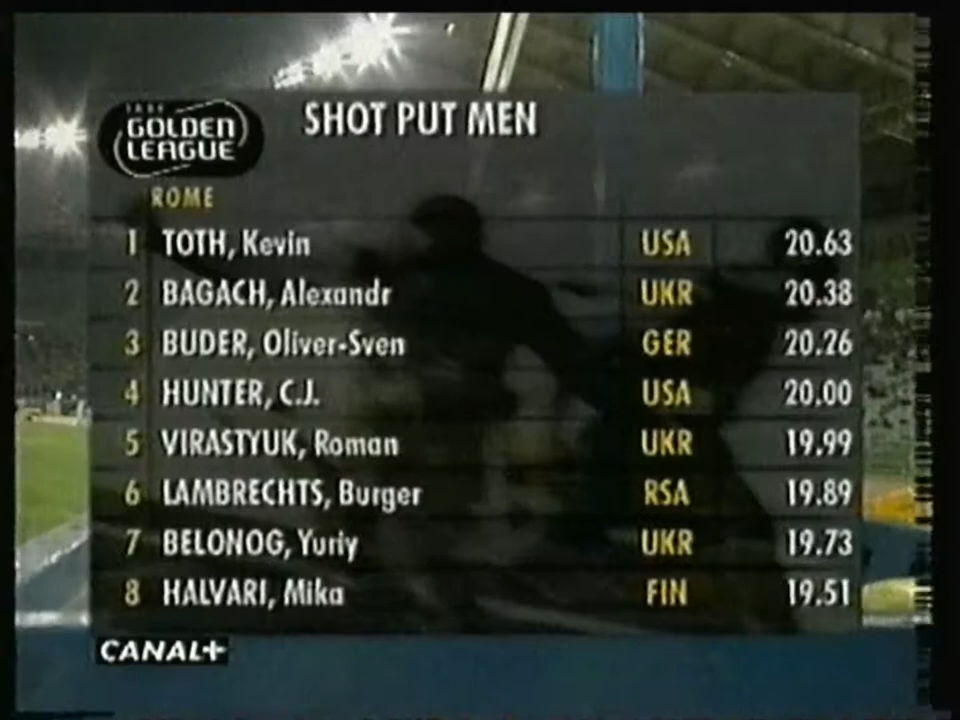 IAAF
GOLDEN
LEAGUE
SHOT PUT MEN
ROME
1 TOTH, Kevin USA 20.63
2 BAGACH, Alexandr UKR 20.38
3 BUDER, Oliver-Sven GER 20.26
4 HUNTER, C.J. USA 20.00
5 VIRASTYUK, Roman UKR 19.99
6 LAMBRECHTS, Burger RSA 19.89
7 BELONOG, Yuriy UKR 19.73
8 HALVARI, Mika FIN 19.51
CANAL+